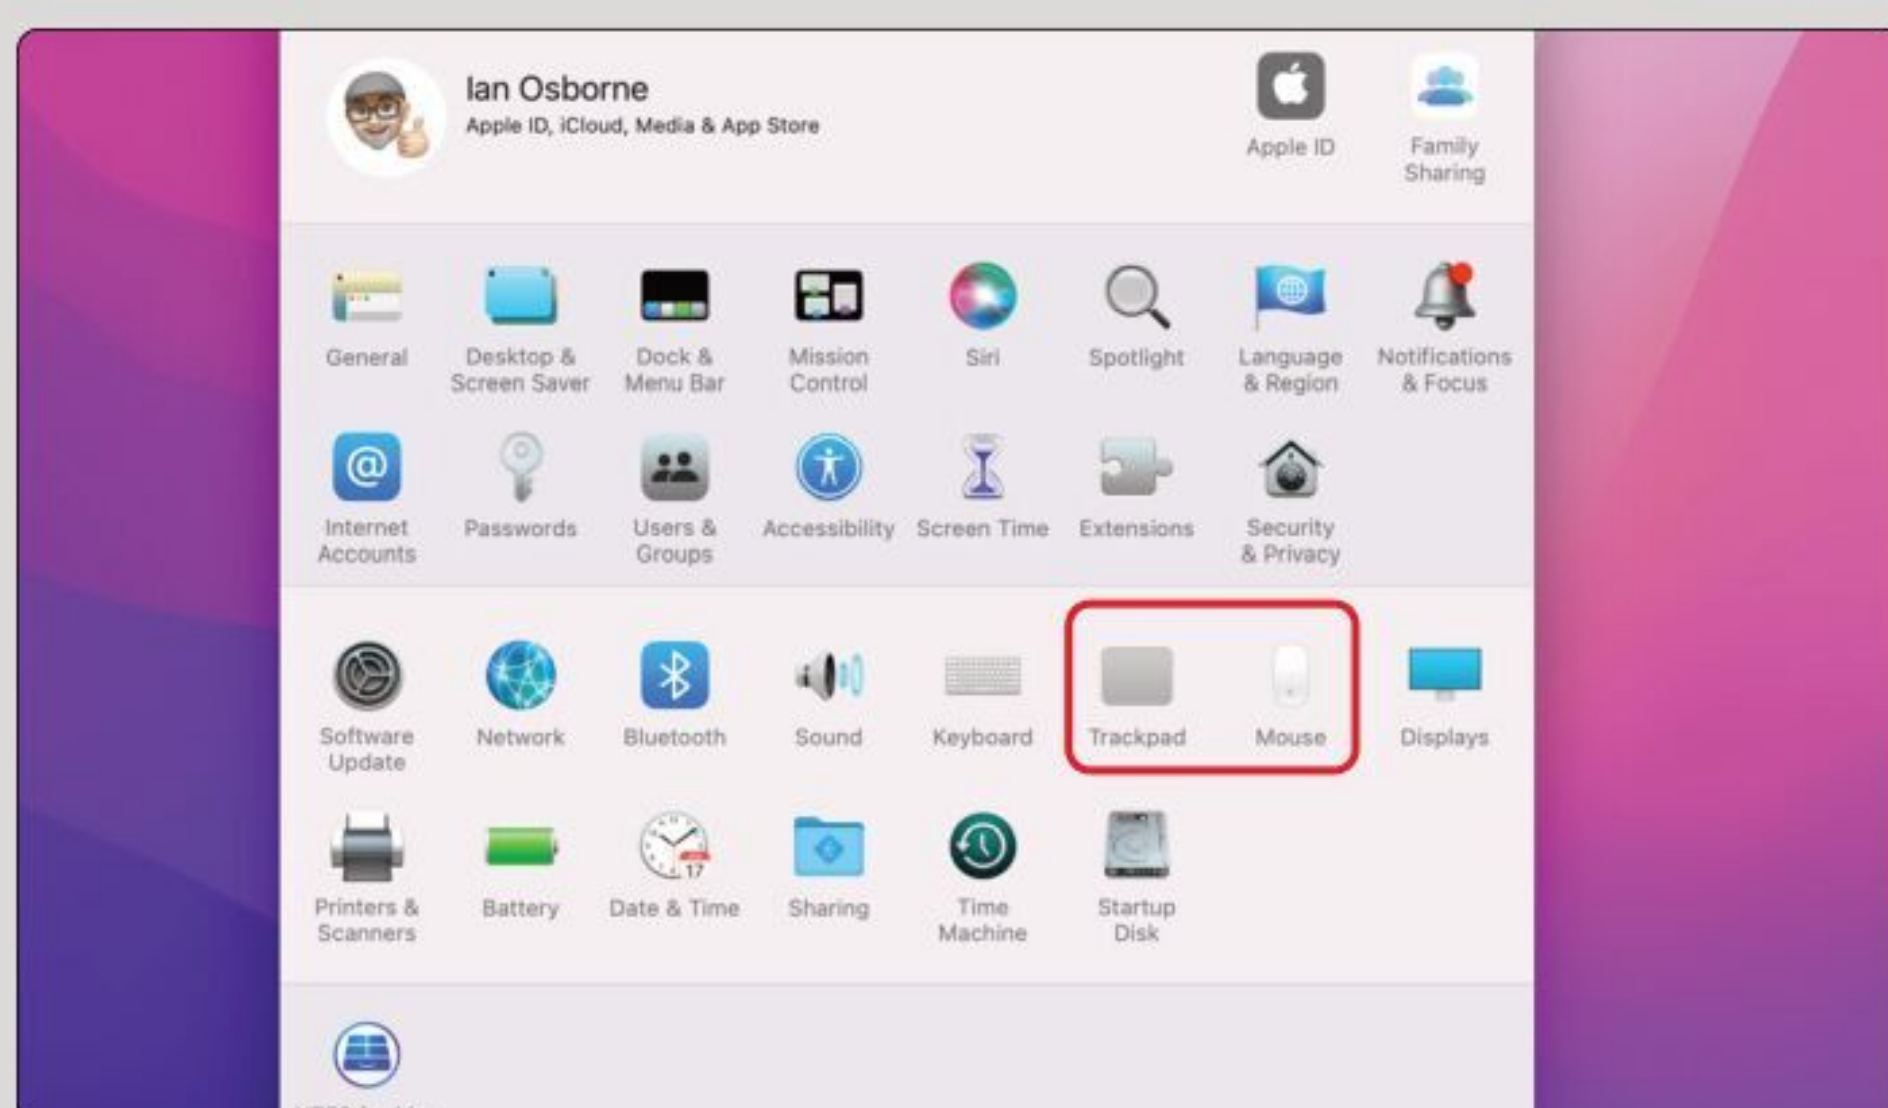 Ian Osborne
Apple ID, iCloud, Media & App Store
Apple ID
Family
Sharing
General
Desktop &
Screen Saver
Dock &
Menu Bar
Mission
Control
Siri
Spotlight
Language
& Region
Notifications
& Focus
@
Internet
Accounts
Passwords
Users &
Groups
Accessibility
Screen Time
Extensions
Security
& Privacy
Software
Update
Network
Bluetooth
Sound
Keyboard
Trackpad
Mouse
Displays
17
Printers &
Scanners
Battery
Date & Time
Sharing
Time
Machine
Startup
Disk